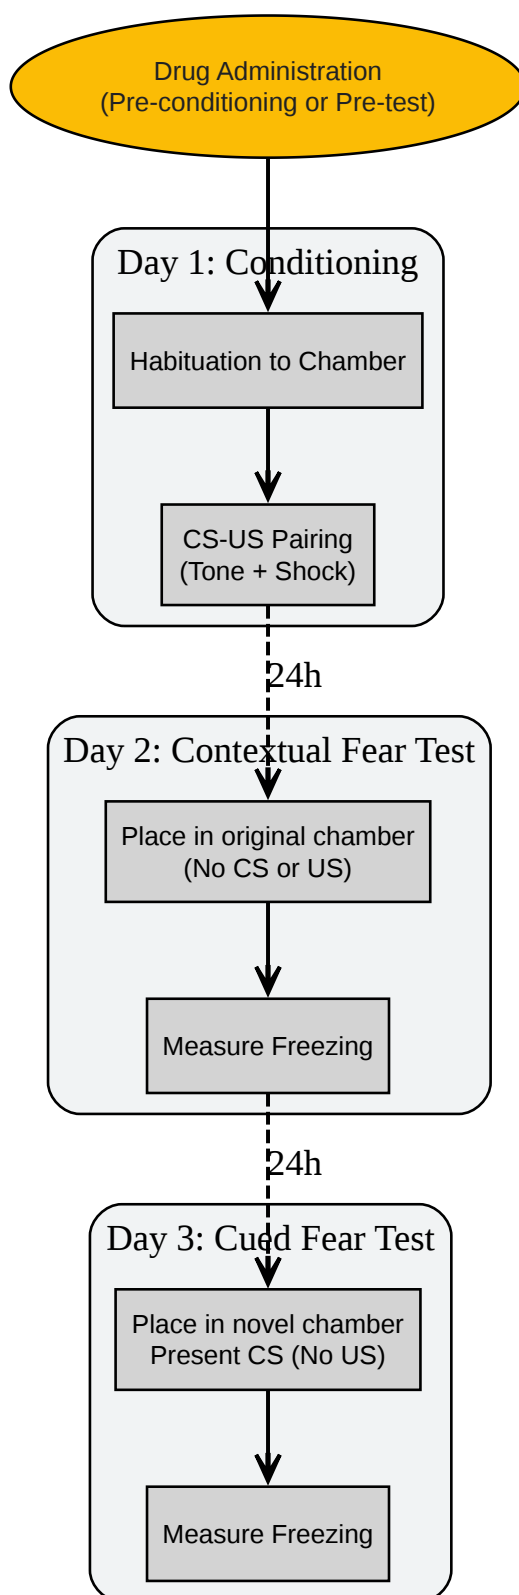 Drug Administration
(Pre-conditioning or Pre-test)
Day 1: Conditioning
Habituation to Chamber
CS-US Pairing
(Tone + Shock)
24h
Day 2: Contextual Fear Test
Place in original chamber
(No CS or US)
Measure Freezing
24h
Day 3: Cued Fear Test
Place in novel chamber
Present CS (No US)
Measure Freezing